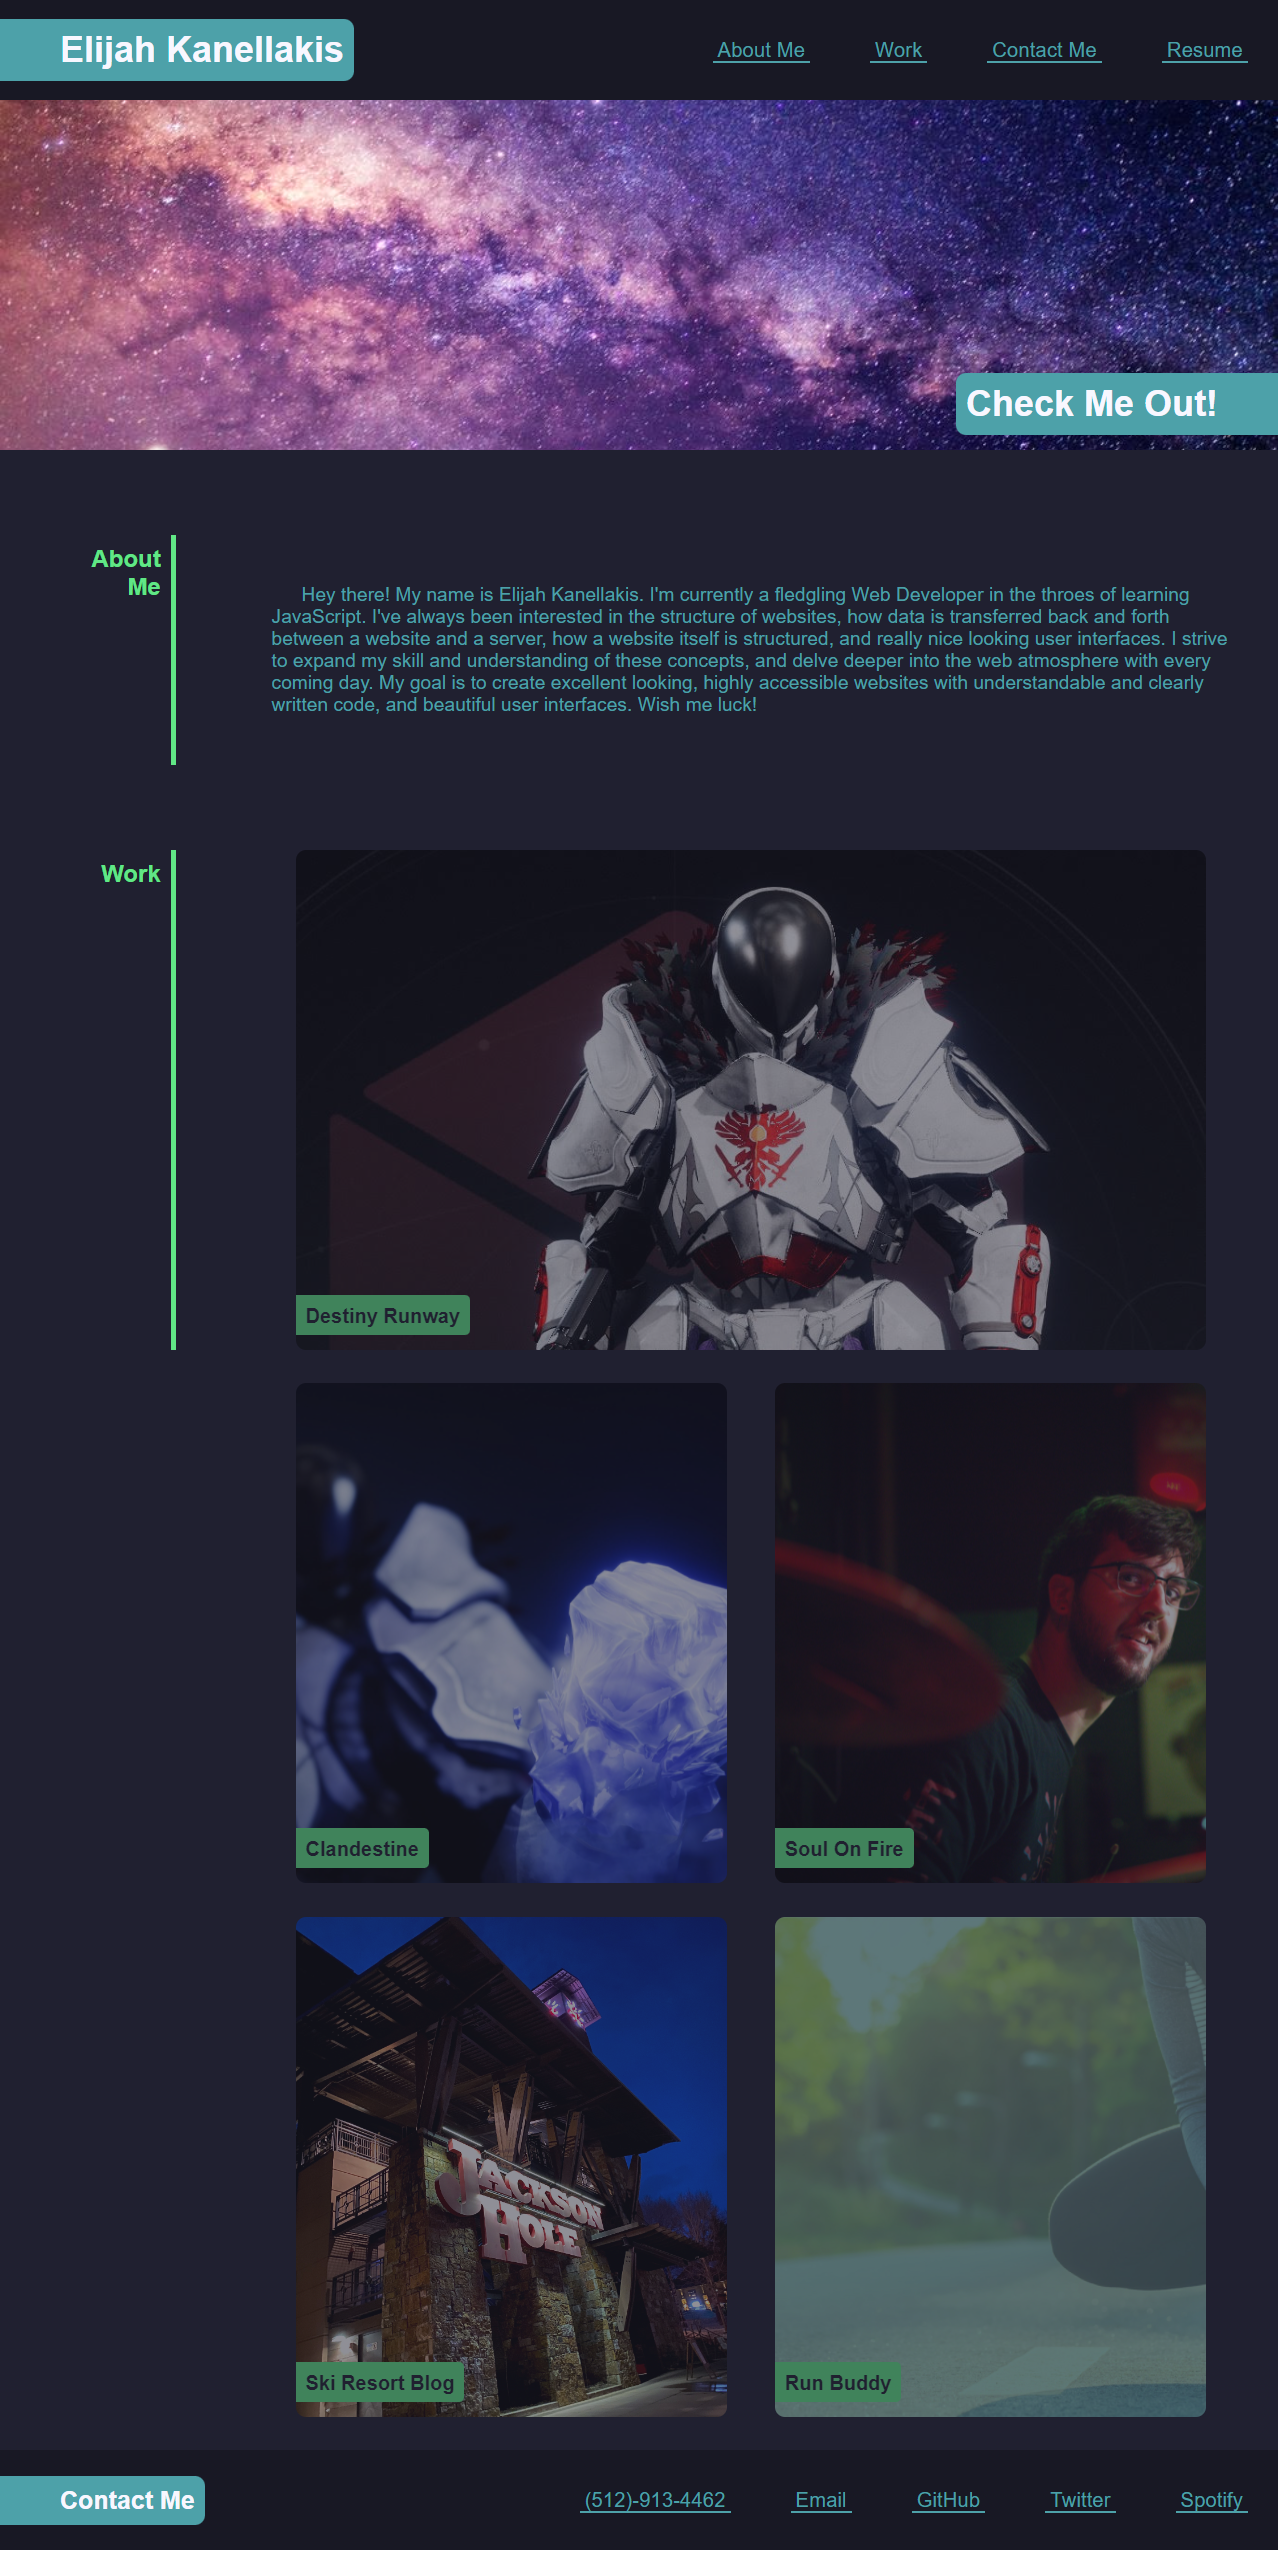 Elijah Kanellakis
About Me Work Contact Me Resume
Check Me Out!
About
Me
Hey there! My name is Elijah Kanellakis. I'm currently a fledgling Web Developer in the throes of learning
JavaScript. I've always been interested in the structure of websites, how data is transferred back and forth
between a website and a server, how a website itself is structured, and really nice looking user interfaces. I strive
to expand my skill and understanding of these concepts, and delve deeper into the web atmosphere with every
coming day. My goal is to create excellent looking, highly accessible websites with understandable and clearly
written code, and beautiful user interfaces. Wish me luck!
Work
Destiny Runway
Clandestine
Soul On Fire
JACKSON
HOLE
Ski Resort Blog
Run Buddy
Contact Me
(512)-913-4462 Email GitHub Twitter Spotify